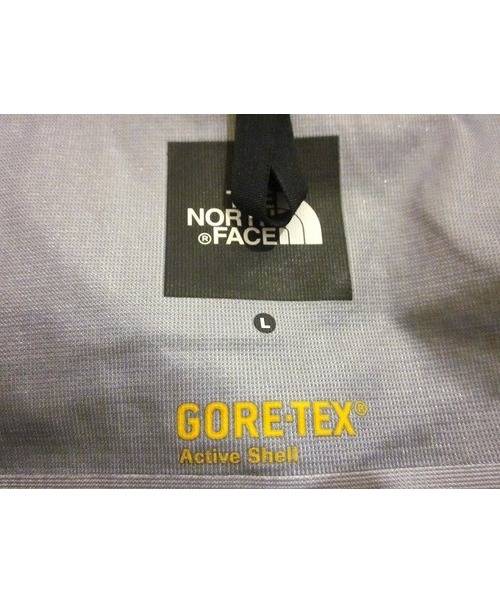 THE
NORTH
®FACE
L
GORE-TEX®
Active Shell